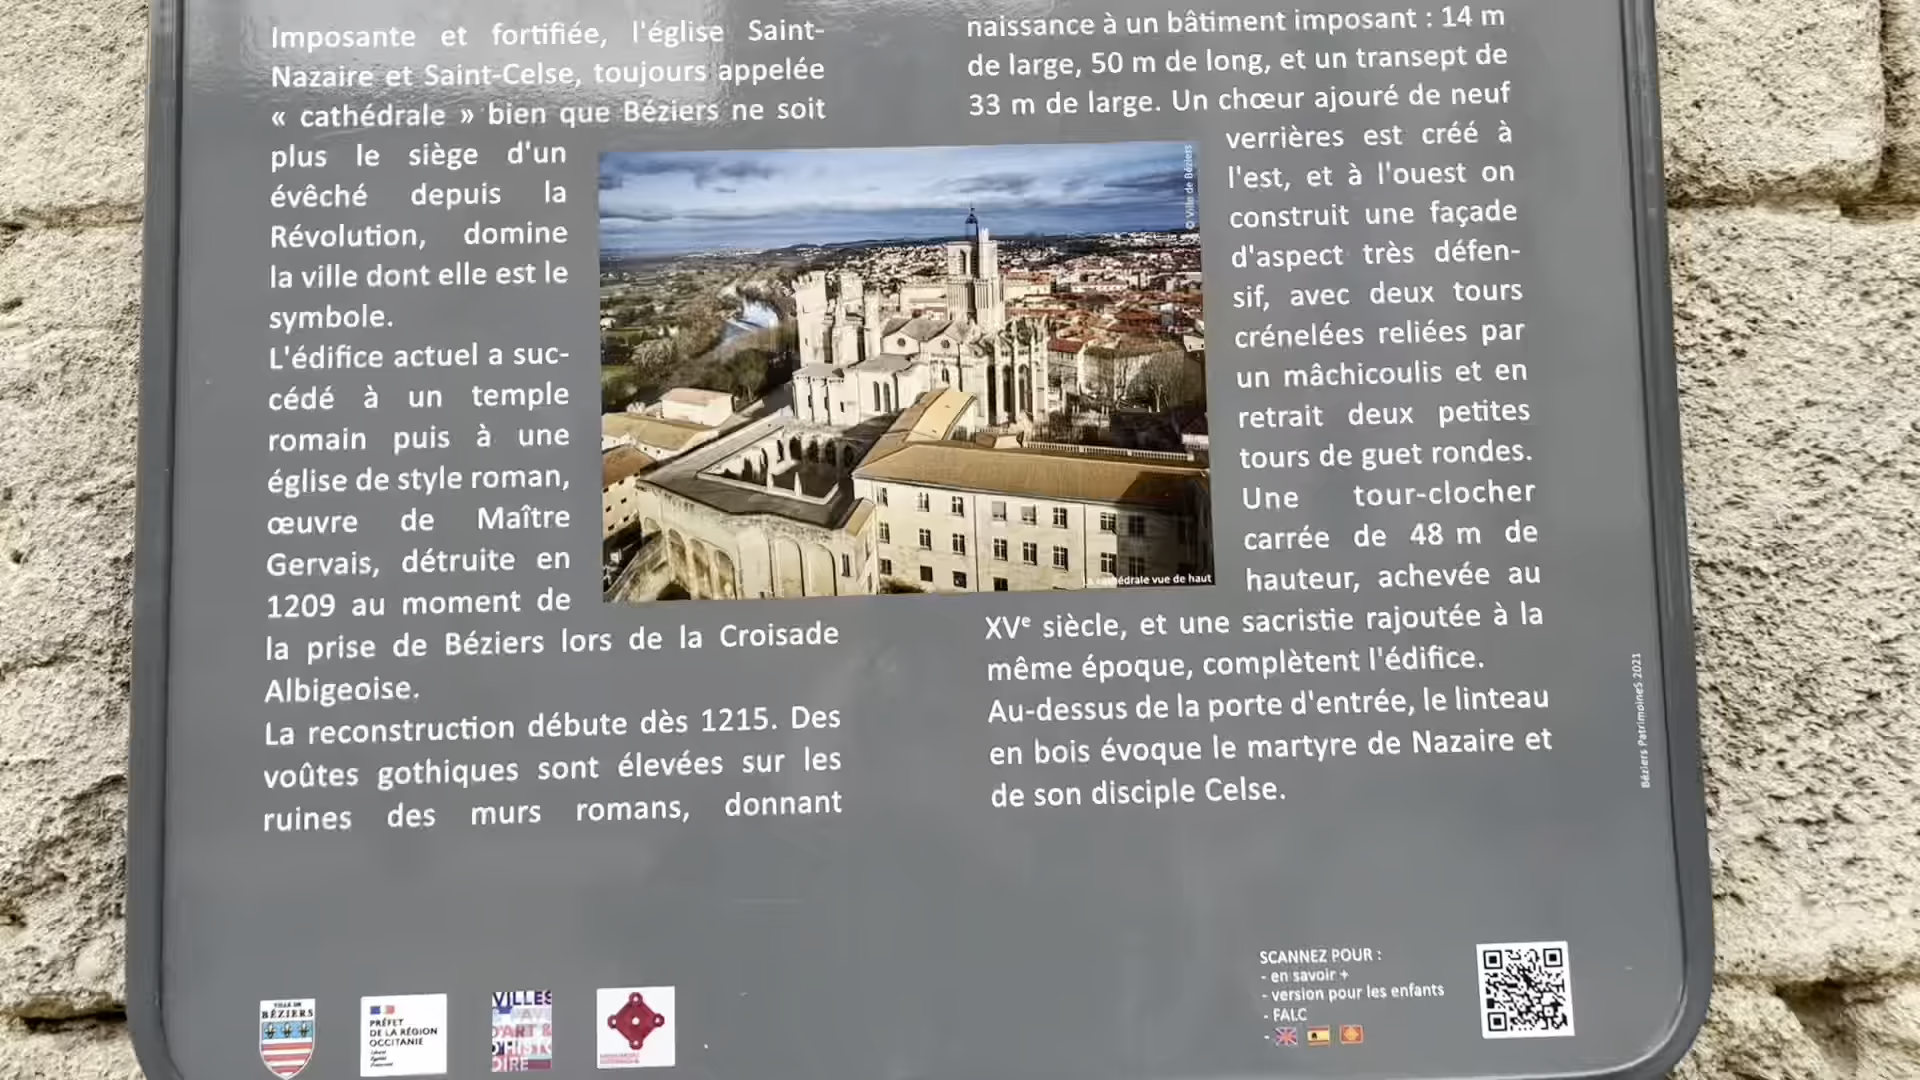 Imposante et fortifiée, l'église Saint-
Nazaire et Saint-Celse, toujours appelée
« cathédrale » bien que Béziers ne soit
plus le siège d'un
évêché depuis la
Révolution, domine
la ville dont elle est le
symbole.
L'édifice actuel a suc-
cédé à un temple
romain puis à une
église de style roman,
œuvre de Maître
Gervais, détruite en
1209 au moment de
la prise de Béziers lors de la Croisade
Albigeoise.
La reconstruction débute dès 1215. Des
voûtes gothiques sont élevées sur les
ruines des murs romans, donnant
naissance à un bâtiment imposant : 14 m
de large, 50 m de long, et un transept de
33 m de large. Un chœur ajouré de neuf
verrières est créé à
l'est, et à l'ouest on
construit une façade
d'aspect très défen-
sif, avec deux tours
crénelées reliées par
un mâchicoulis et en
retrait deux petites
tours de guet rondes.
Une tour-clocher
carrée de 48 m de
hauteur, achevée au
XVe siècle, et une sacristie rajoutée à la
même époque, complètent l'édifice.
Au-dessus de la porte d'entrée, le linteau
en bois évoque le martyre de Nazaire et
de son disciple Celse.
© Ville de Béziers
La cathédrale vue de haut
Béziers PatrimoineS 2021
SCANNEZ POUR :
- en savoir +
- version pour les enfants
- FALC
-
VILLE DE
BÉZIERS
PRÉFET
DE LA RÉGION
OCCITANIE
Liberté
Égalité
Fraternité
VILLES
& PAYS
D'ART &
D'HISTO
IRE